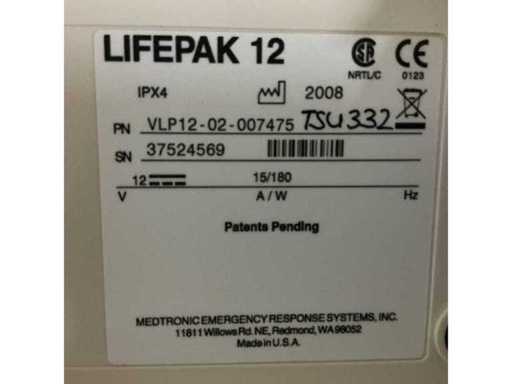 LIFEPAK 12
NRTL/C 0123
IPX4 2008
PN VLP12-02-007475 TSU332
SN 37524569
12 15/180
V A / W Hz
Patents Pending
MEDTRONIC EMERGENCY RESPONSE SYSTEMS, INC.
11811 Willows Rd. NE, Redmond, WA 98052
Made in U.S.A.